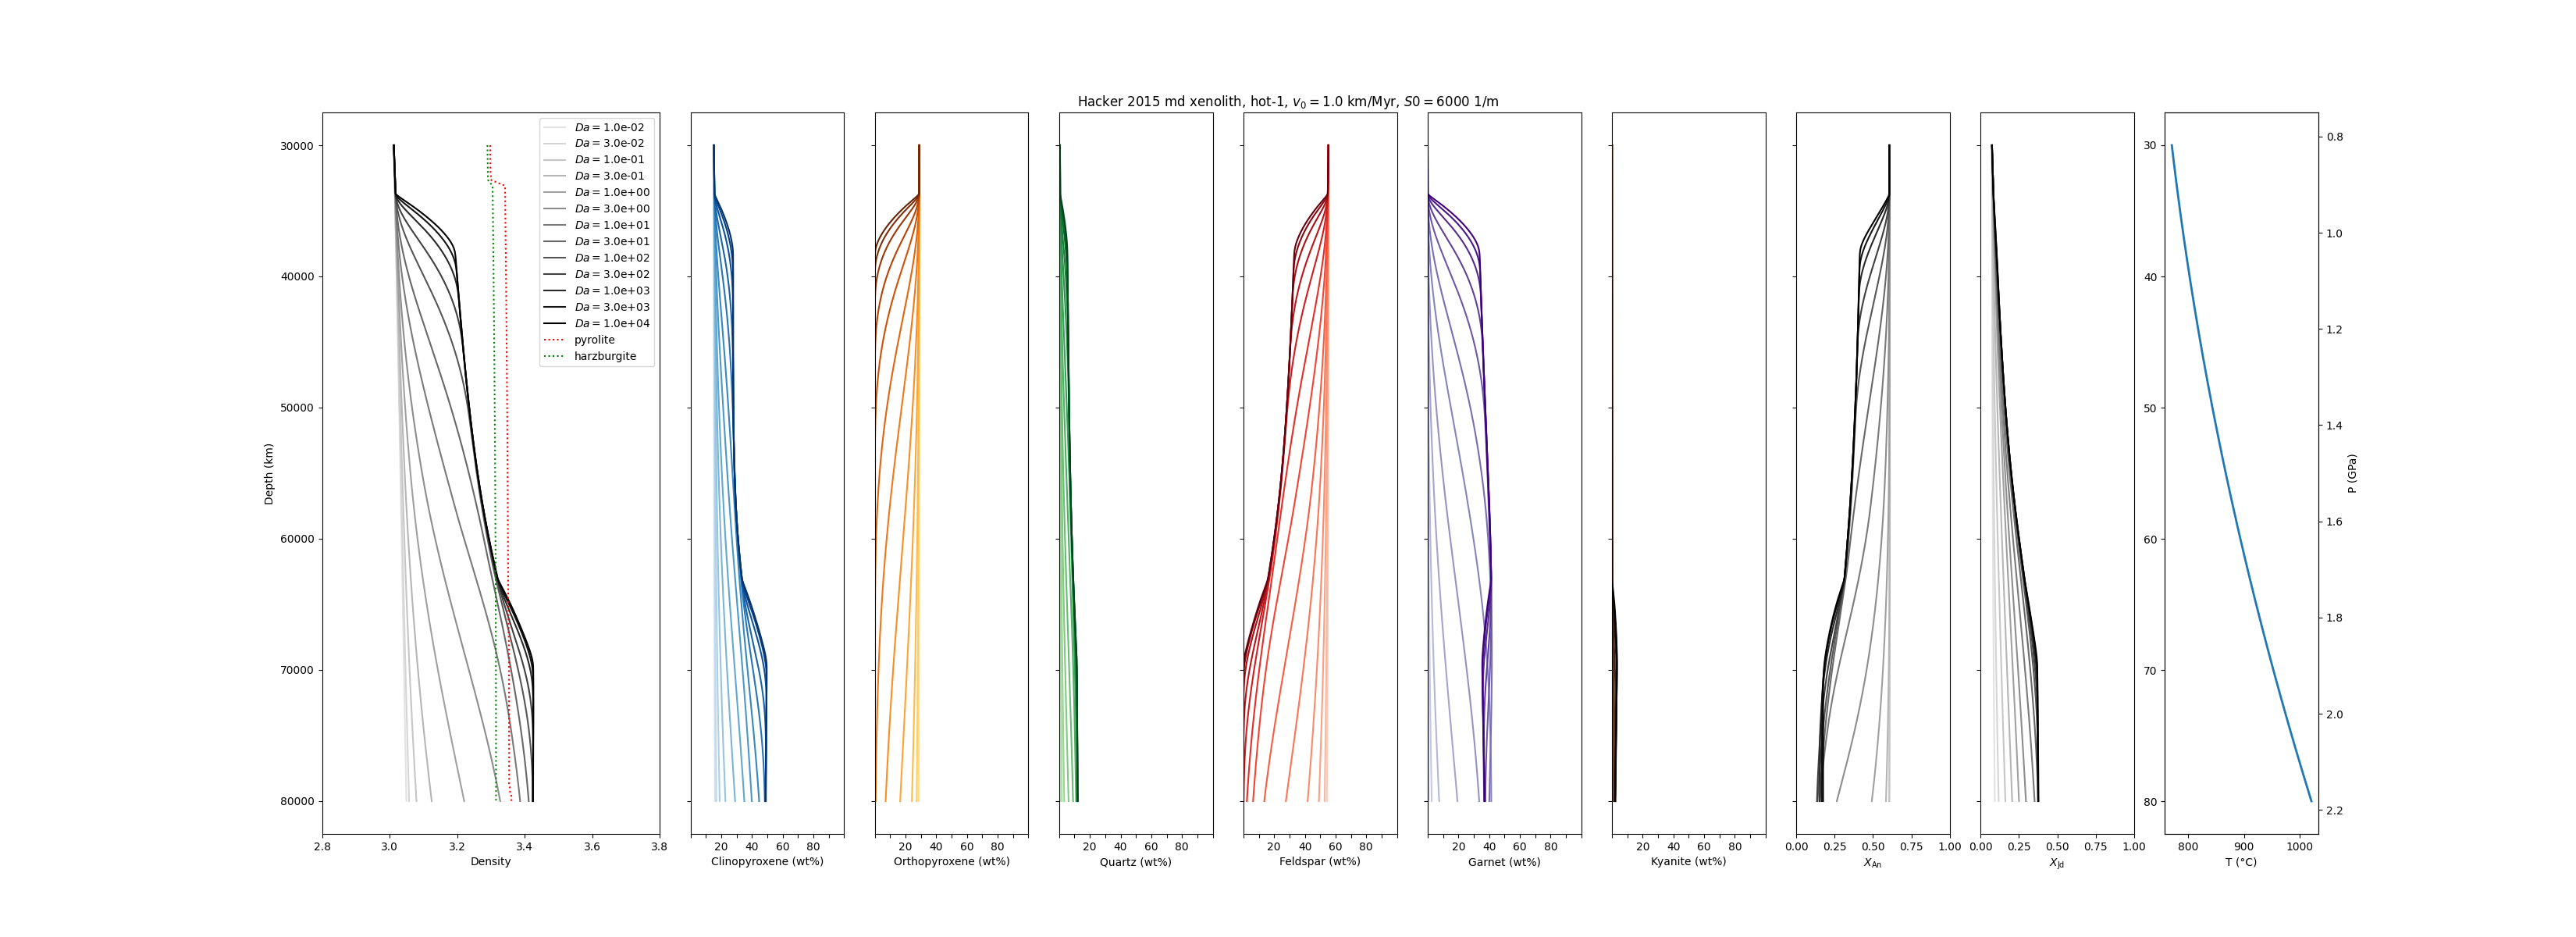 Hacker 2015 md xenolith, hot-1, v₀ = 1.0 km/Myr, S0 = 6000 1/m
Da = 1.0e-02
Da = 3.0e-02
Da = 1.0e-01
Da = 3.0e-01
Da = 1.0e+00
Da = 3.0e+00
Da = 1.0e+01
Da = 3.0e+01
Da = 1.0e+02
Da = 3.0e+02
Da = 1.0e+03
Da = 3.0e+03
Da = 1.0e+04
pyrolite
harzburgite
Depth (km)
30000
40000
50000
60000
70000
80000
2.8 3.0 3.2 3.4 3.6 3.8
Density
20 40 60 80
Clinopyroxene (wt%)
20 40 60 80
Orthopyroxene (wt%)
20 40 60 80
Quartz (wt%)
20 40 60 80
Feldspar (wt%)
20 40 60 80
Garnet (wt%)
20 40 60 80
Kyanite (wt%)
0.00 0.25 0.50 0.75 1.00
X_An
0.00 0.25 0.50 0.75 1.00
X_Jd
30
40
50
60
70
80
800 900 1000
T (°C)
0.8
1.0
1.2
1.4
1.6
1.8
2.0
2.2
P (GPa)